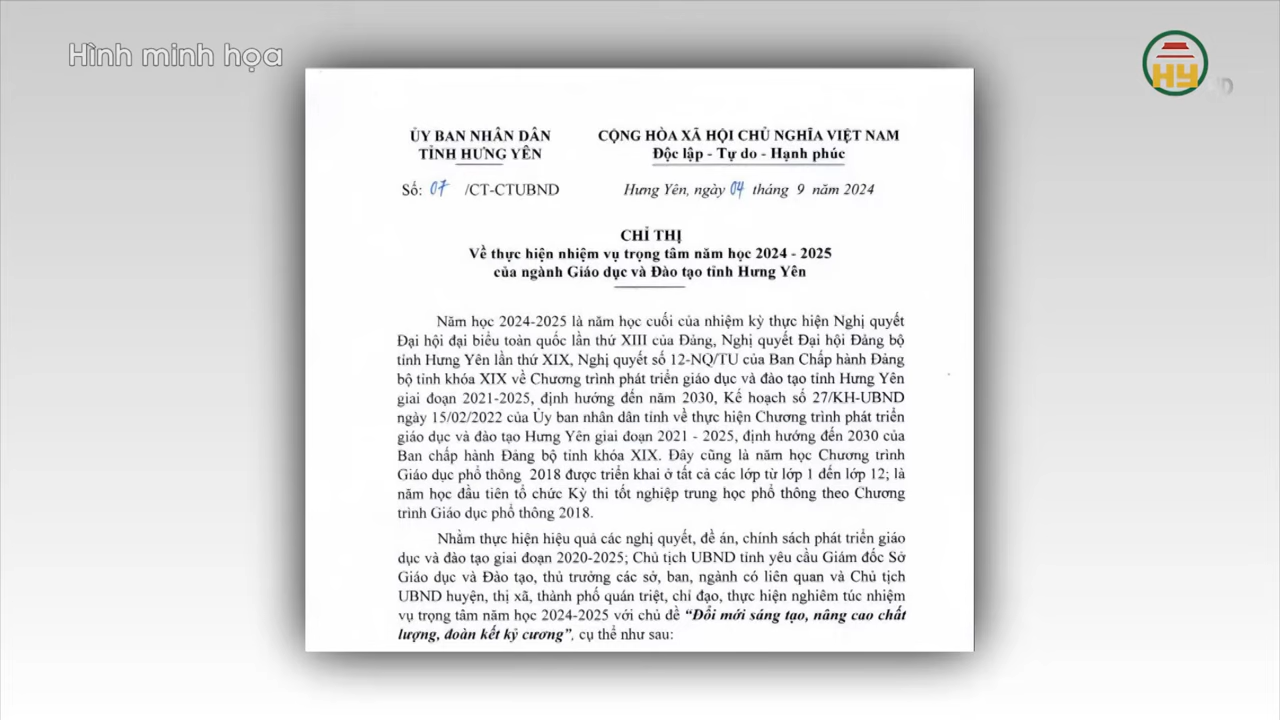 Hình minh họa
HY
ỦY BAN NHÂN DÂN
TỈNH HƯNG YÊN
CỘNG HÒA XÃ HỘI CHỦ NGHĨA VIỆT NAM
Độc lập - Tự do - Hạnh phúc
Số: 07 /CT-CTUBND
Hưng Yên, ngày 04 tháng 9 năm 2024
CHỈ THỊ
Về thực hiện nhiệm vụ trọng tâm năm học 2024 - 2025
của ngành Giáo dục và Đào tạo tỉnh Hưng Yên
Năm học 2024-2025 là năm học cuối của nhiệm kỳ thực hiện Nghị quyết
Đại hội đại biểu toàn quốc lần thứ XIII của Đảng, Nghị quyết Đại hội Đảng bộ
tỉnh Hưng Yên lần thứ XIX, Nghị quyết số 12-NQ/TU của Ban Chấp hành Đảng
bộ tỉnh khóa XIX về Chương trình phát triển giáo dục và đào tạo tỉnh Hưng Yên
giai đoạn 2021-2025, định hướng đến năm 2030, Kế hoạch số 27/KH-UBND
ngày 15/02/2022 của Ủy ban nhân dân tỉnh về thực hiện Chương trình phát triển
giáo dục và đào tạo Hưng Yên giai đoạn 2021 - 2025, định hướng đến 2030 của
Ban chấp hành Đảng bộ tỉnh khóa XIX. Đây cũng là năm học Chương trình
Giáo dục phổ thông 2018 được triển khai ở tất cả các lớp từ lớp 1 đến lớp 12; là
năm học đầu tiên tổ chức Kỳ thi tốt nghiệp trung học phổ thông theo Chương
trình Giáo dục phổ thông 2018.
Nhằm thực hiện hiệu quả các nghị quyết, đề án, chính sách phát triển giáo
dục và đào tạo giai đoạn 2020-2025; Chủ tịch UBND tỉnh yêu cầu Giám đốc Sở
Giáo dục và Đào tạo, thủ trưởng các sở, ban, ngành có liên quan và Chủ tịch
UBND huyện, thị xã, thành phố quán triệt, chỉ đạo, thực hiện nghiêm túc nhiệm
vụ trọng tâm năm học 2024-2025 với chủ đề “Đổi mới sáng tạo, nâng cao chất
lượng, đoàn kết kỷ cương”, cụ thể như sau: